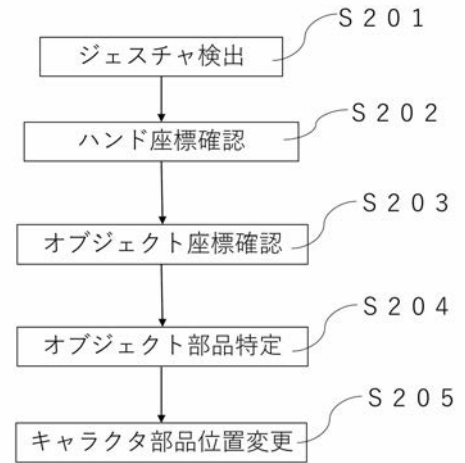 S201
ジェスチャ検出
S202
ハンド座標確認
S203
オブジェクト座標確認
S204
オブジェクト部品特定
S205
キャラクタ部品位置変更